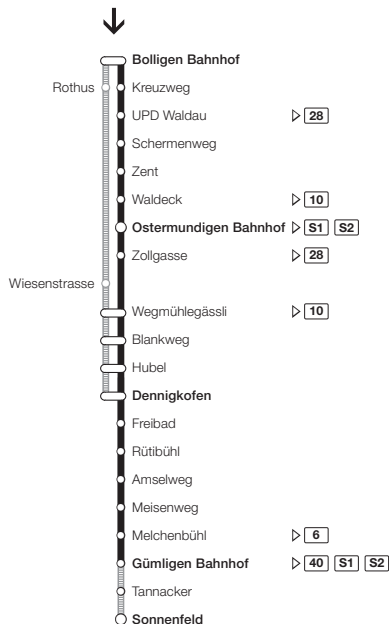 Bolligen Bahnhof
Rothus Kreuzweg
UPD Waldau 28
Schermenweg
Zent
Waldeck 10
Ostermundigen Bahnhof S1 S2
Zollgasse 28
Wiesenstrasse
Wegmühlegässli 10
Blankweg
Hubel
Dennigkofen
Freibad
Rütibühl
Amselweg
Meisenweg
Melchenbühl 6
Gümligen Bahnhof 40 S1 S2
Tannacker
Sonnenfeld